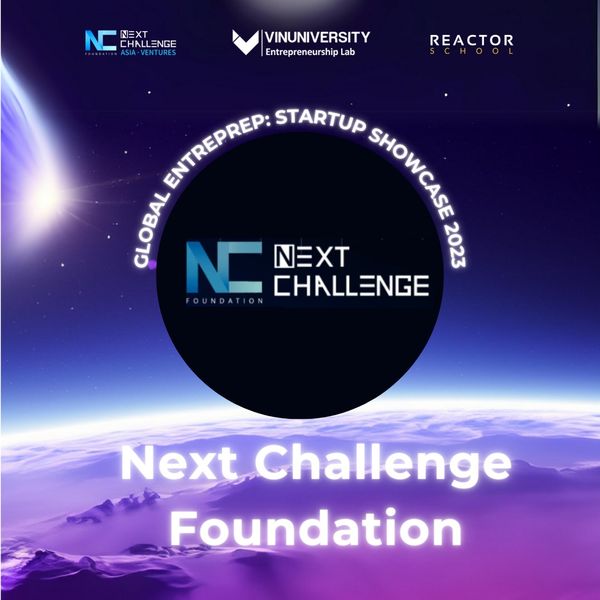 NC NEXT CHALLENGE
FOUNDATION ASIA - VENTURES
VINUNIVERSITY
Entrepreneurship Lab
REACTOR
SCHOOL
GLOBAL ENTREPREP: STARTUP SHOWCASE 2023
NC NEXT
CHALLENGE
FOUNDATION
Next Challenge
Foundation